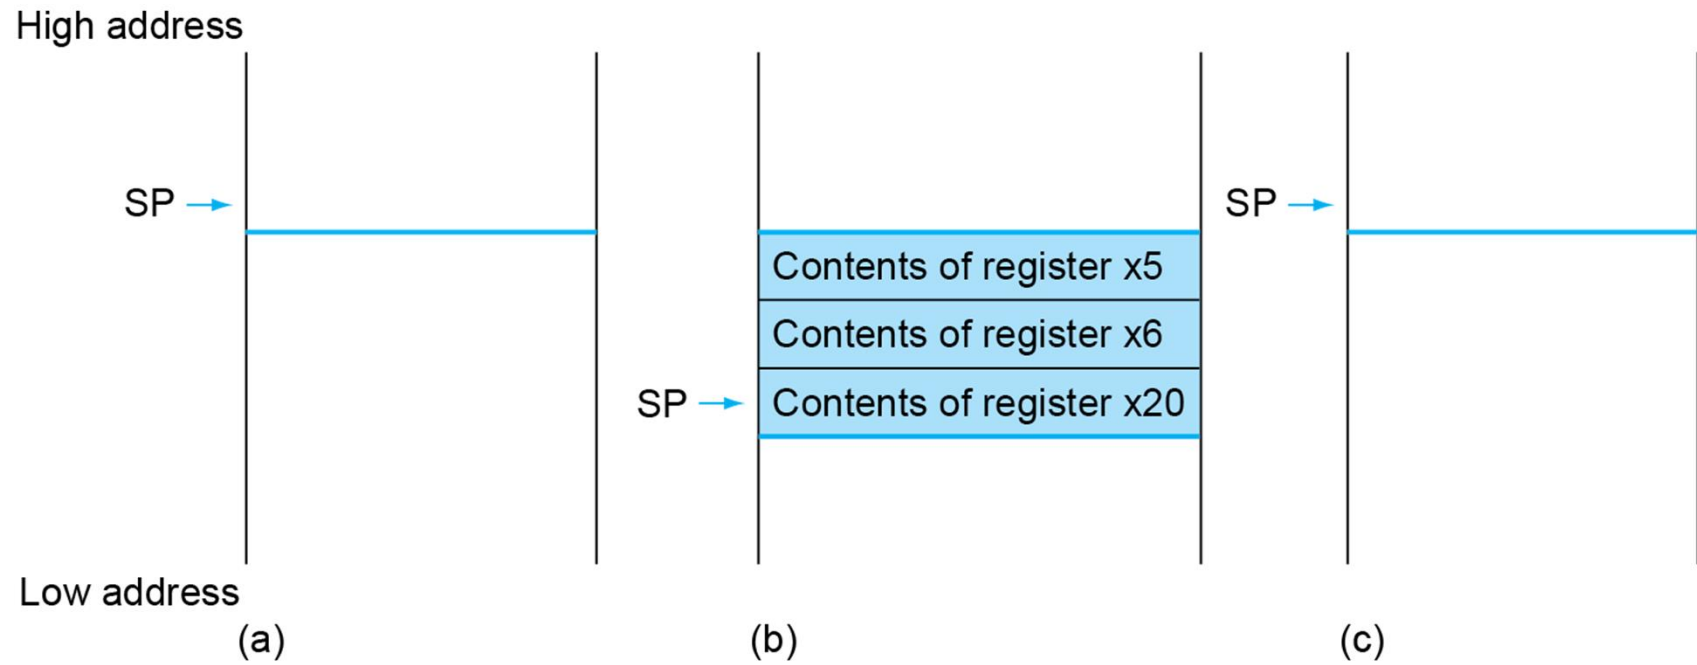 High address
SP
SP
Contents of register x5
Contents of register x6
SP
Contents of register x20
Low address
(a)
(b)
(c)